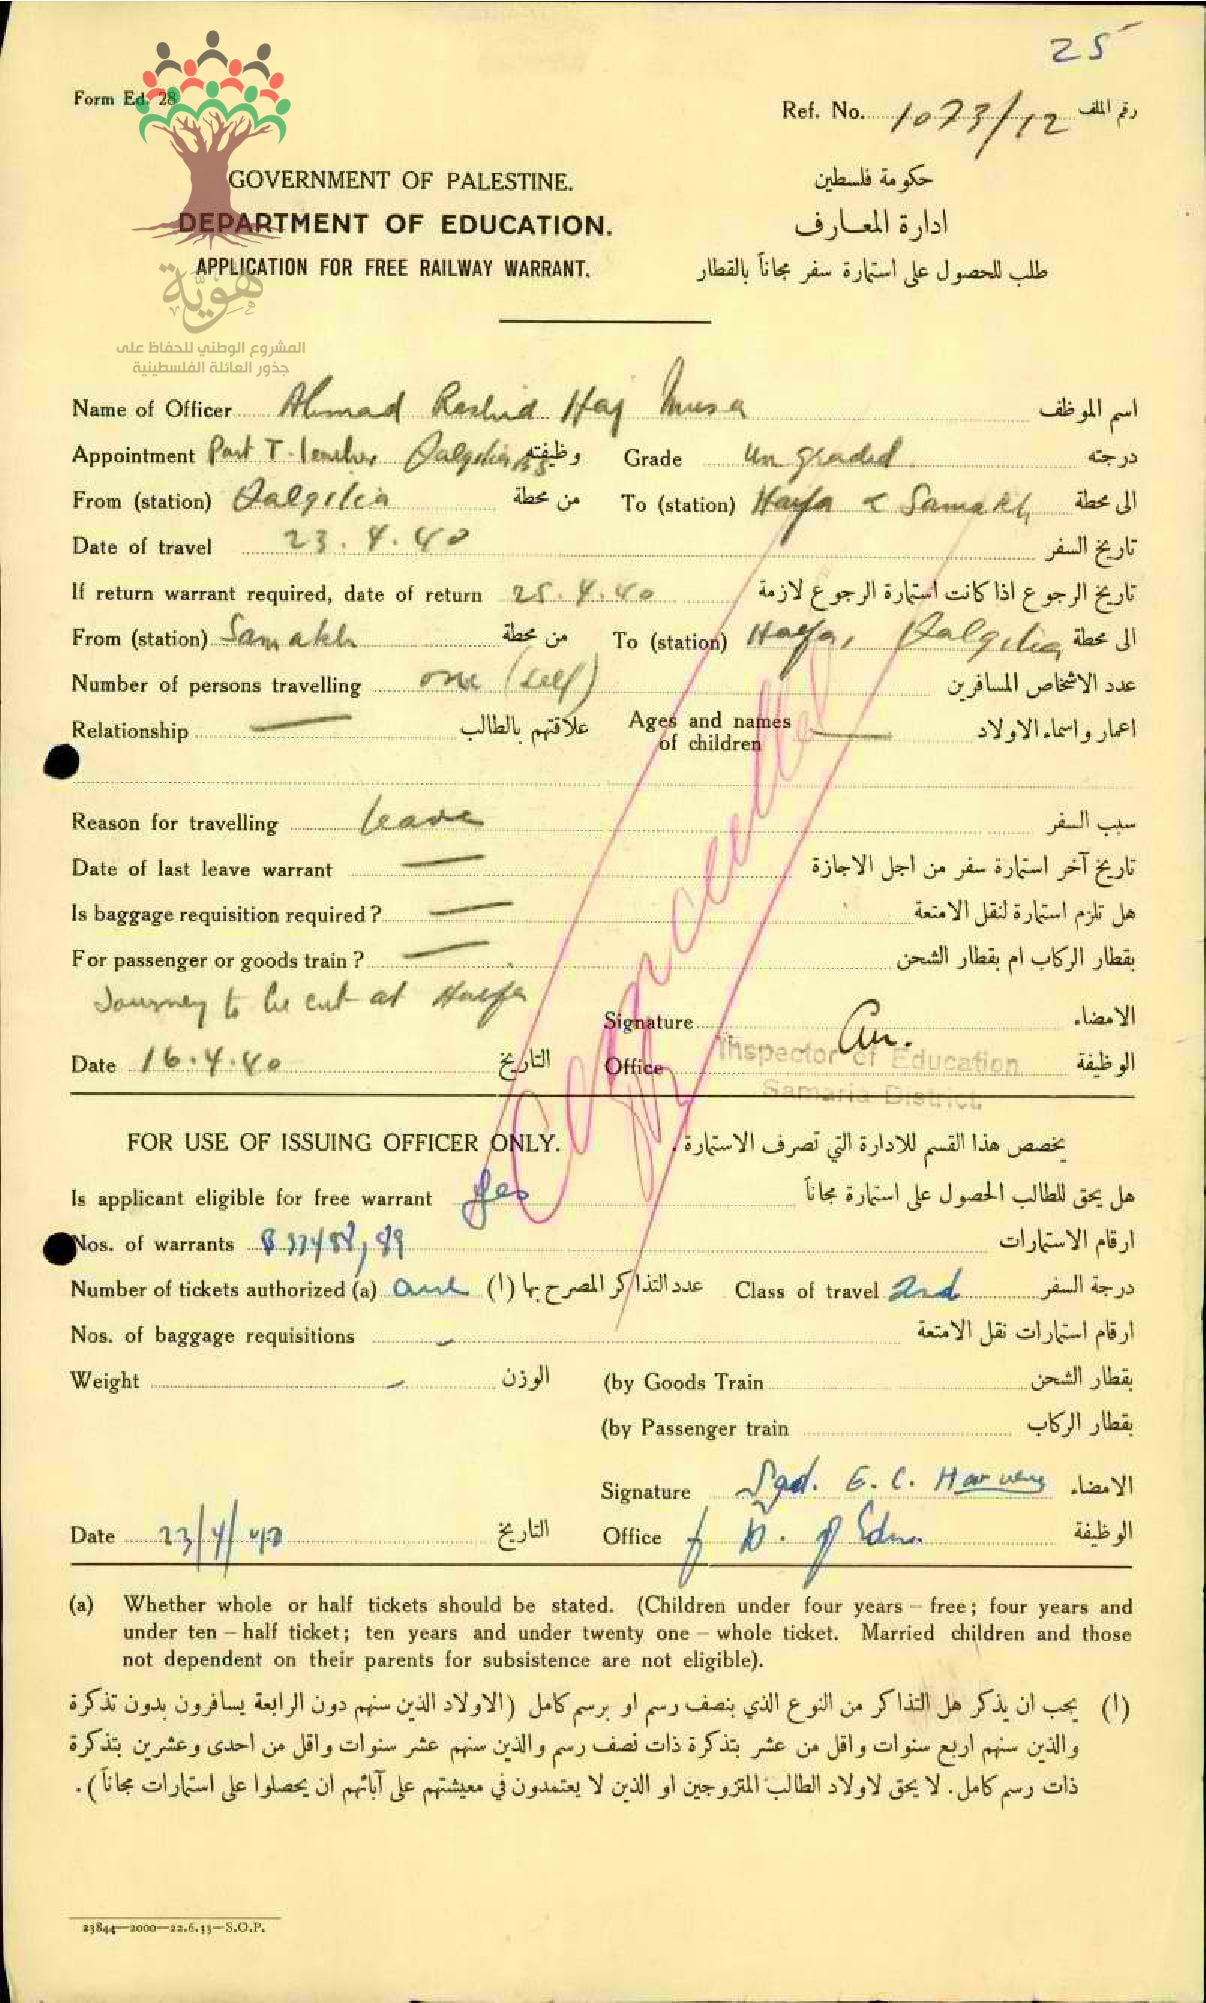 25
Form Ed. 28
Ref. No. 1073/12 رقم الملف
GOVERNMENT OF PALESTINE. حكومة فلسطين
DEPARTMENT OF EDUCATION. ادارة المعارف
APPLICATION FOR FREE RAILWAY WARRANT. طلب للحصول على استمارة سفر مجاناً بالقطار
هوية
المشروع الوطني للحفاظ على
جذور العائلة الفلسطينية
Name of Officer Ahmad Rashid Haj Musa اسم الموظف
Appointment Part T. teacher Qalqilia BS وظيفته Grade un graded درجته
From (station) Qalqilia من محطة To (station) Haifa & Samakh الى محطة
Date of travel 23.4.40 تاريخ السفر
If return warrant required, date of return 25.4.40 تاريخ الرجوع اذا كانت استمارة الرجوع لازمة
From (station) Samakh من محطة To (station) Haifa, Qalqilia الى محطة
Number of persons travelling one (self) عدد الاشخاص المسافرين
Relationship علاقتهم بالطالب Ages and names of children اعمار واسماء الاولاد
Reason for travelling leave سبب السفر
Date of last leave warrant تاريخ آخر استمارة سفر من اجل الاجازة
Is baggage requisition required? هل تلزم استمارة لنقل الامتعة
For passenger or goods train? بقطار الركاب ام بقطار الشحن
Journey to be cut at Haifa
Signature الامضاء
Date 16.4.40 التاريخ Office Inspector of Education الوظيفة
Samaria District.
Cancelled
FOR USE OF ISSUING OFFICER ONLY. يخصص هذا القسم للادارة التي تصرف الاستمارة.
Is applicant eligible for free warrant yes هل يحق للطالب الحصول على استمارة مجاناً
Nos. of warrants ارقام الاستمارات
Number of tickets authorized (a) one عدد التذاكر المصرح بها (ا) Class of travel 2nd درجة السفر
Nos. of baggage requisitions - ارقام استمارات نقل الامتعة
Weight - الوزن (by Goods Train بقطار الشحن
(by Passenger train بقطار الركاب
Signature Sgd. E. C. الامضاء
Date 23/4/40 التاريخ Office f D. of Edn. الوظيفة
(a) Whether whole or half tickets should be stated. (Children under four years – free; four years and
under ten – half ticket; ten years and under twenty one – whole ticket. Married children and those
not dependent on their parents for subsistence are not eligible).
(ا) يجب ان يذكر هل التذاكر من النوع الذي بنصف رسم او برسم كامل (الاولاد الذين سنهم دون الرابعة يسافرون بدون تذكرة
والذين سنهم اربع سنوات واقل من عشر بتذكرة ذات نصف رسم والذين سنهم عشر سنوات واقل من احدى وعشرين بتذكرة
ذات رسم كامل. لا يحق لاولاد الطالب المتزوجين او الذين لا يعتمدون في معيشتهم على آبائهم ان يحصلوا على استمارات مجاناً).
23844—2000—22.6.33—S.O.P.